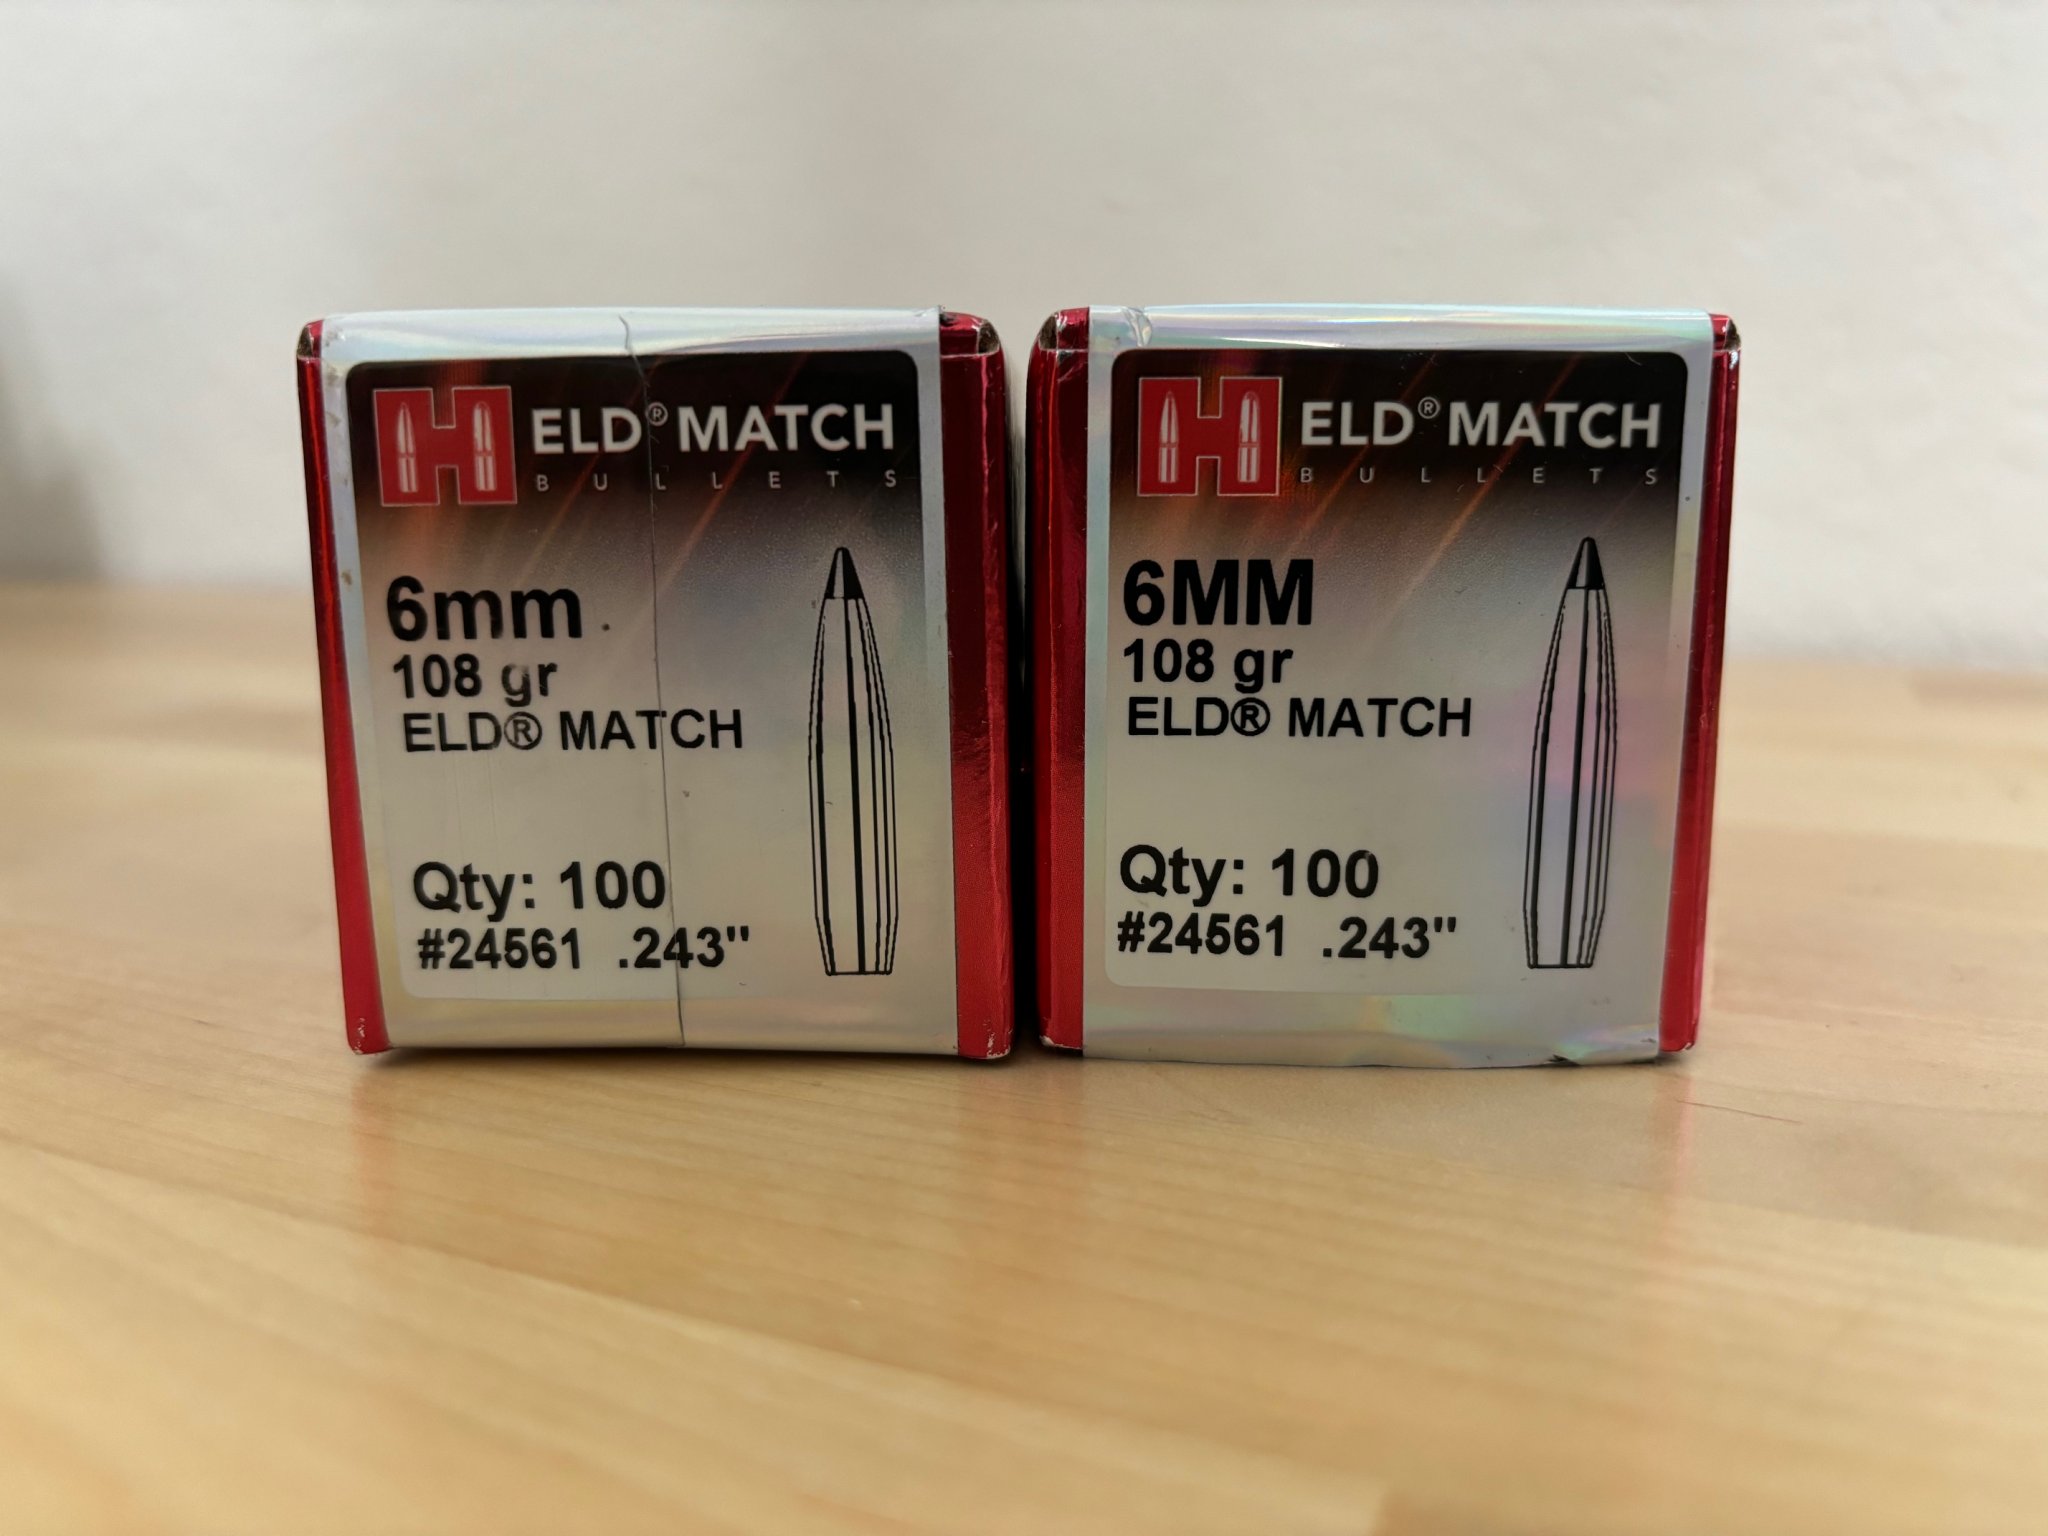 ELD® MATCH
BULLETS
6mm
108 gr
ELD® MATCH
Qty: 100
#24561 .243"
ELD® MATCH
BULLETS
6MM
108 gr
ELD® MATCH
Qty: 100
#24561 .243"